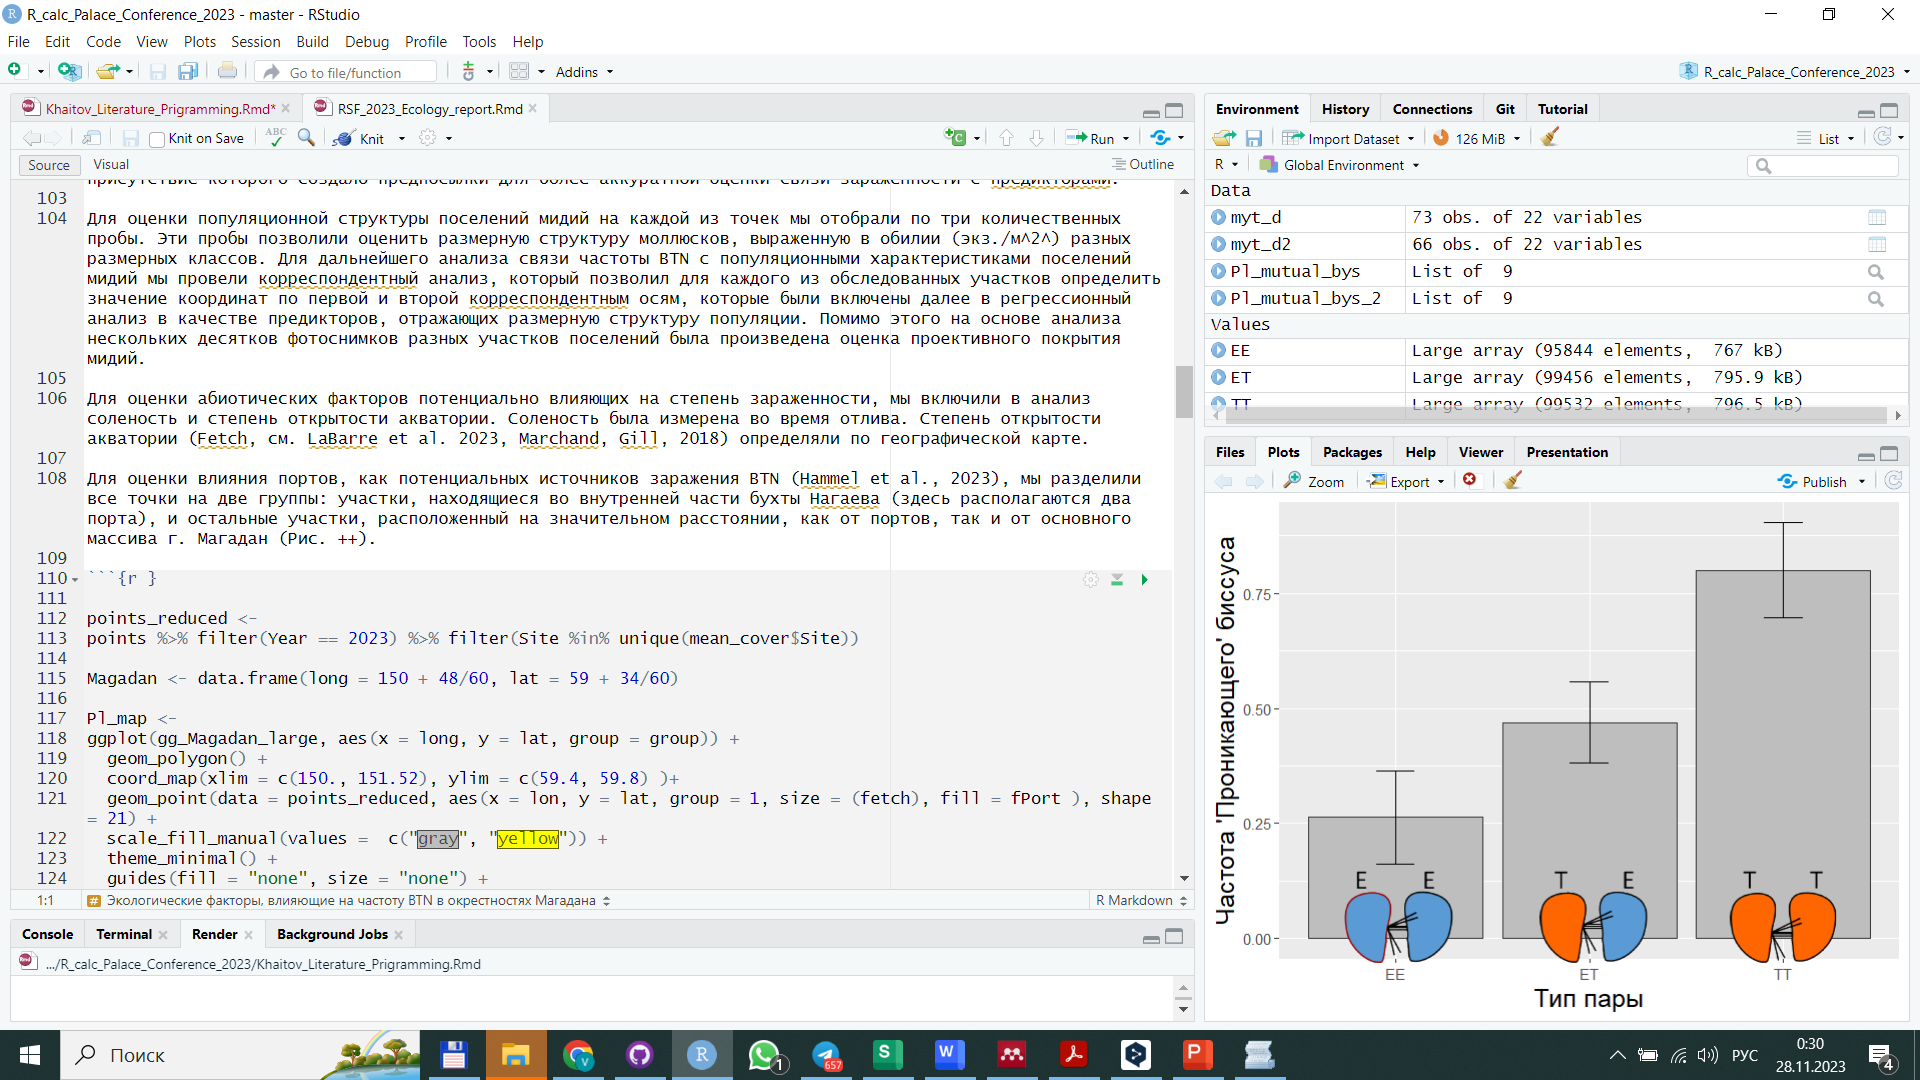 R_calc_Palace_Conference_2023 - master - RStudio
File Edit Code View Plots Session Build Debug Profile Tools Help
Go to file/function
Addins
R_calc_Palace_Conference_2023
Khaitov_Literature_Prigramming.Rmd*
RSF_2023_Ecology_report.Rmd
Knit on Save
ABC
Knit
Run
Source
Visual
Outline
присутствие которого создало предпосылки для более аккуратной оценки связи зараженности с предикторами.
103
104 Для оценки популяционной структуры поселений мидий на каждой из точек мы отобрали по три количественных
пробы. Эти пробы позволили оценить размерную структуру моллюсков, выраженную в обилии (экз./м^2^) разных
размерных классов. Для дальнейшего анализа связи частоты BTN с популяционными характеристиками поселений
мидий мы провели корреспондентный анализ, который позволил для каждого из обследованных участков определить
значение координат по первой и второй корреспондентным осям, которые были включены далее в регрессионный
анализ в качестве предикторов, отражающих размерную структуру популяции. Помимо этого на основе анализа
нескольких десятков фотоснимков разных участков поселений была произведена оценка проективного покрытия
мидий.
105
106 Для оценки абиотических факторов потенциально влияющих на степень зараженности, мы включили в анализ
соленость и степень открытости акватории. Соленость была измерена во время отлива. Степень открытости
акватории (Fetch, см. LaBarre et al. 2023, Marchand, Gill, 2018) определяли по географической карте.
107
108 Для оценки влияния портов, как потенциальных источников заражения BTN (Hammel et al., 2023), мы разделили
все точки на две группы: участки, находящиеся во внутренней части бухты Нагаева (здесь располагаются два
порта), и остальные участки, расположенный на значительном расстоянии, как от портов, так и от основного
массива г. Магадан (Рис. ++).
109
110 ```{r }
111
112 points_reduced <-
113 points %>% filter(Year == 2023) %>% filter(Site %in% unique(mean_cover$Site))
114
115 Magadan <- data.frame(long = 150 + 48/60, lat = 59 + 34/60)
116
117 Pl_map <-
118 ggplot(gg_Magadan_large, aes(x = long, y = lat, group = group)) +
119 geom_polygon() +
120 coord_map(xlim = c(150., 151.52), ylim = c(59.4, 59.8) )+
121 geom_point(data = points_reduced, aes(x = lon, y = lat, group = 1, size = (fetch), fill = fPort ), shape
= 21) +
122 scale_fill_manual(values =  c("gray", "yellow")) +
123 theme_minimal() +
124 guides(fill = "none", size = "none") +
1:1
Экологические факторы, влияющие на частоту BTN в окрестностях Магадана
R Markdown
Console Terminal Render Background Jobs
.../R_calc_Palace_Conference_2023/Khaitov_Literature_Prigramming.Rmd
Environment History Connections Git Tutorial
Import Dataset
126 MiB
List
R
Global Environment
Data
myt_d 73 obs. of 22 variables
myt_d2 66 obs. of 22 variables
Pl_mutual_bys List of  9
Pl_mutual_bys_2 List of  9
Values
EE Large array (95844 elements,  767 kB)
ET Large array (99456 elements,  795.9 kB)
TT Large array (99532 elements,  796.5 kB)
Files Plots Packages Help Viewer Presentation
Zoom
Export
Publish
Частота 'Проникающего' биссуса
0.75
0.50
0.25
0.00
E E T E T T
EE ET TT
Тип пары
Поиск
1
657
S
W
P
РУС
0:30
28.11.2023
4